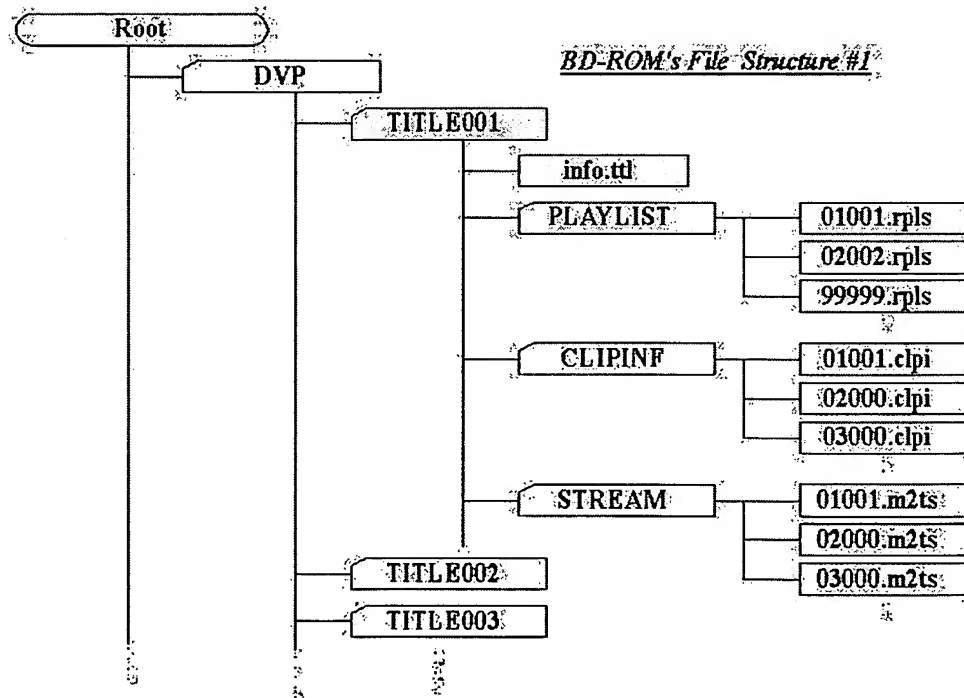 Root
BD-ROM's File Structure #1
DVP
TITLE001
info.ttl
PLAYLIST
01001.rpls
02002.rpls
99999.rpls
CLIPINF
01001.clpi
02000.clpi
03000.clpi
STREAM
01001.m2ts
02000.m2ts
03000.m2ts
TITLE002
TITLE003